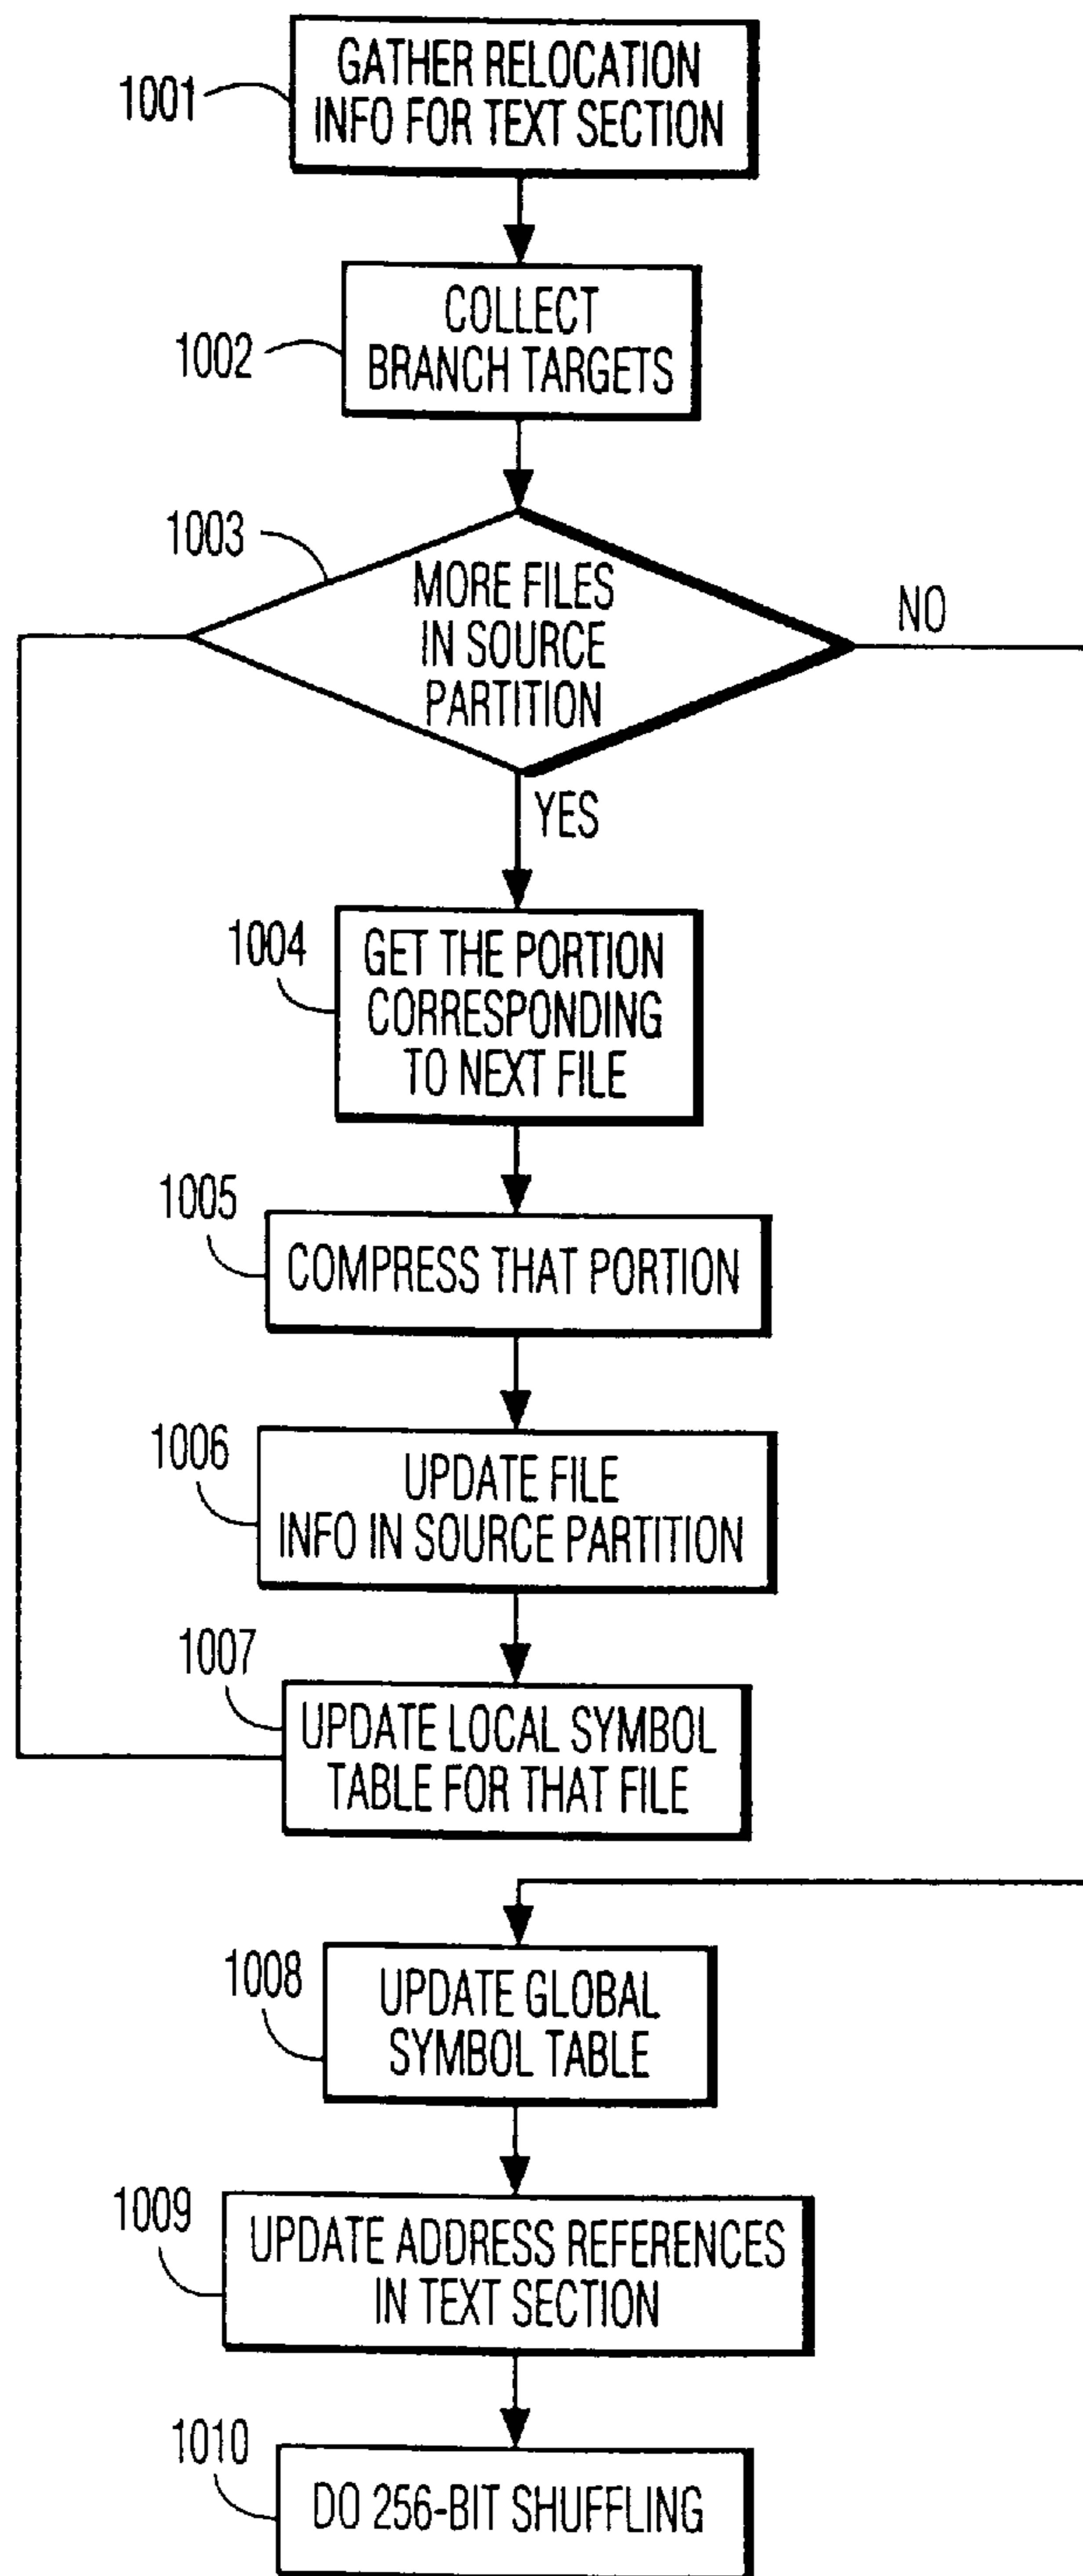 1001
GATHER RELOCATION
INFO FOR TEXT SECTION
1002
COLLECT
BRANCH TARGETS
1003
MORE FILES
IN SOURCE
PARTITION
NO
YES
1004
GET THE PORTION
CORRESPONDING
TO NEXT FILE
1005
COMPRESS THAT PORTION
1006
UPDATE FILE
INFO IN SOURCE PARTITION
1007
UPDATE LOCAL SYMBOL
TABLE FOR THAT FILE
1008
UPDATE GLOBAL
SYMBOL TABLE
1009
UPDATE ADDRESS REFERENCES
IN TEXT SECTION
1010
DO 256-BIT SHUFFLING